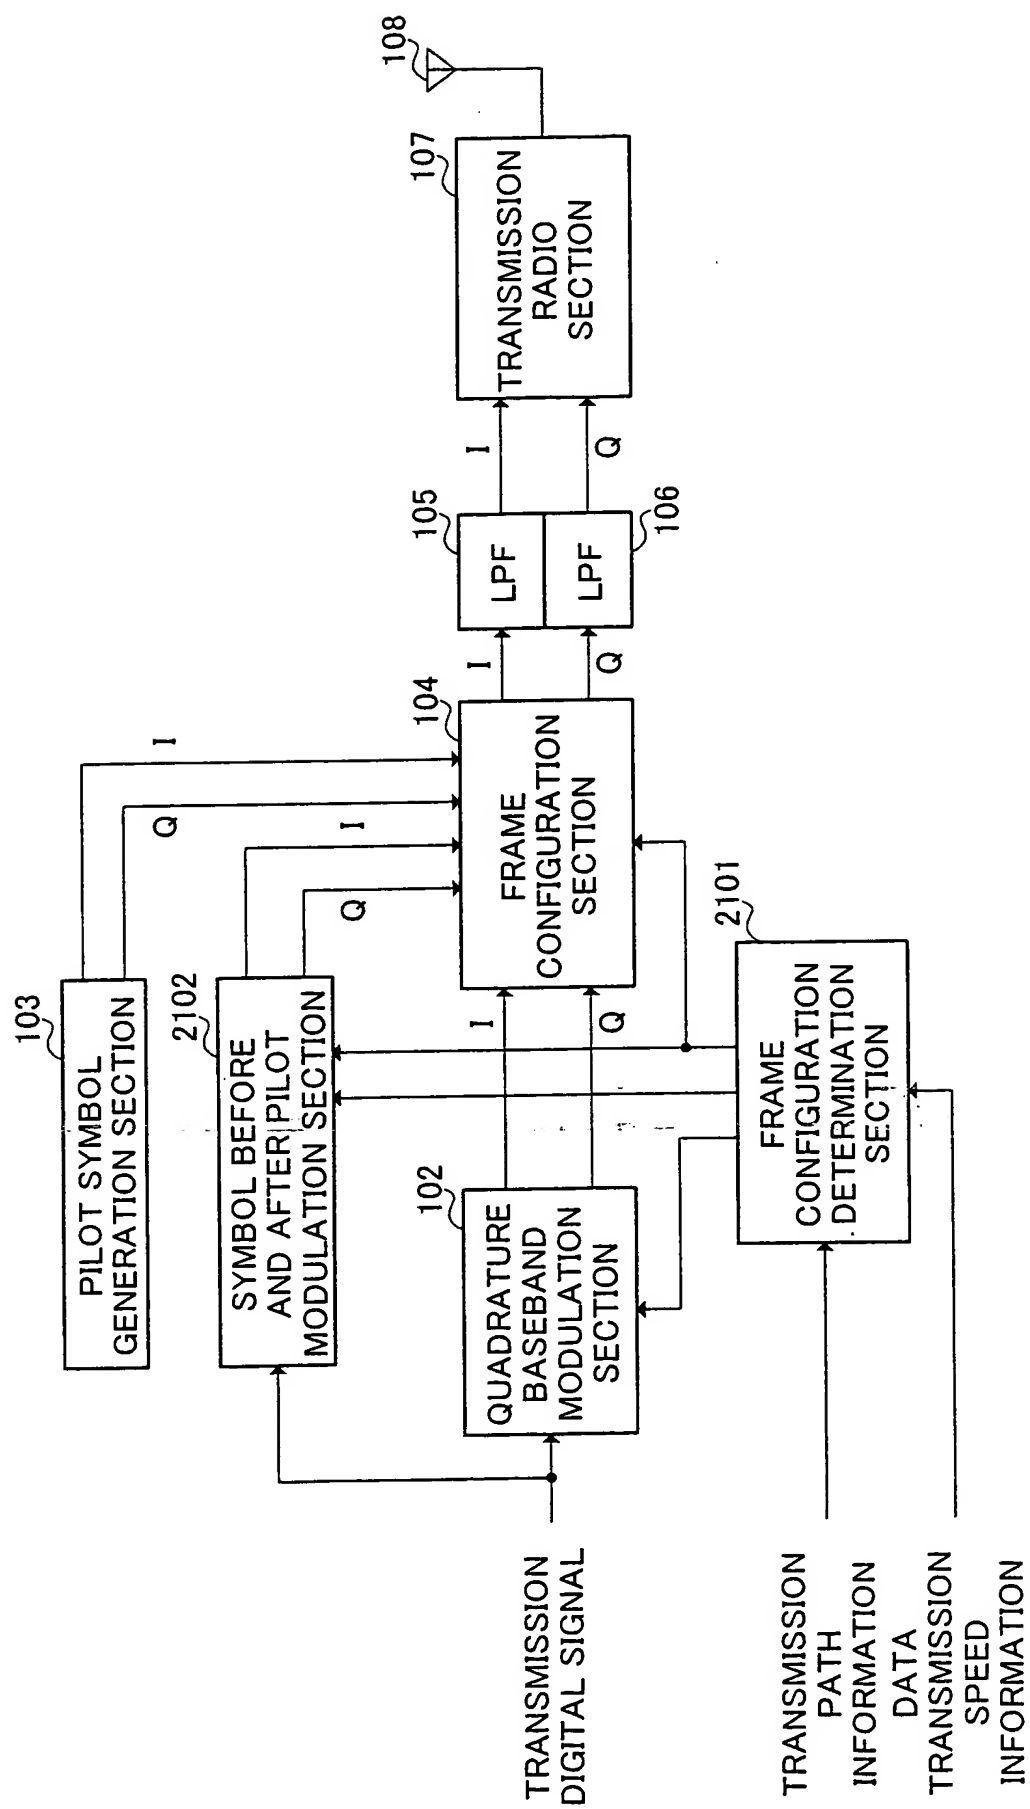 103
PILOT SYMBOL
GENERATION SECTION
I
Q
2102
SYMBOL BEFORE
AND AFTER PILOT
MODULATION SECTION
I
Q
102
QUADRATURE
BASEBAND
MODULATION
SECTION
I
Q
104
FRAME
CONFIGURATION
SECTION
I
Q
105
LPF
LPF
106
I
Q
107
TRANSMISSION
RADIO
SECTION
108
TRANSMISSION
DIGITAL SIGNAL
2101
FRAME
CONFIGURATION
DETERMINATION
SECTION
TRANSMISSION
PATH
INFORMATION
DATA
TRANSMISSION
SPEED
INFORMATION